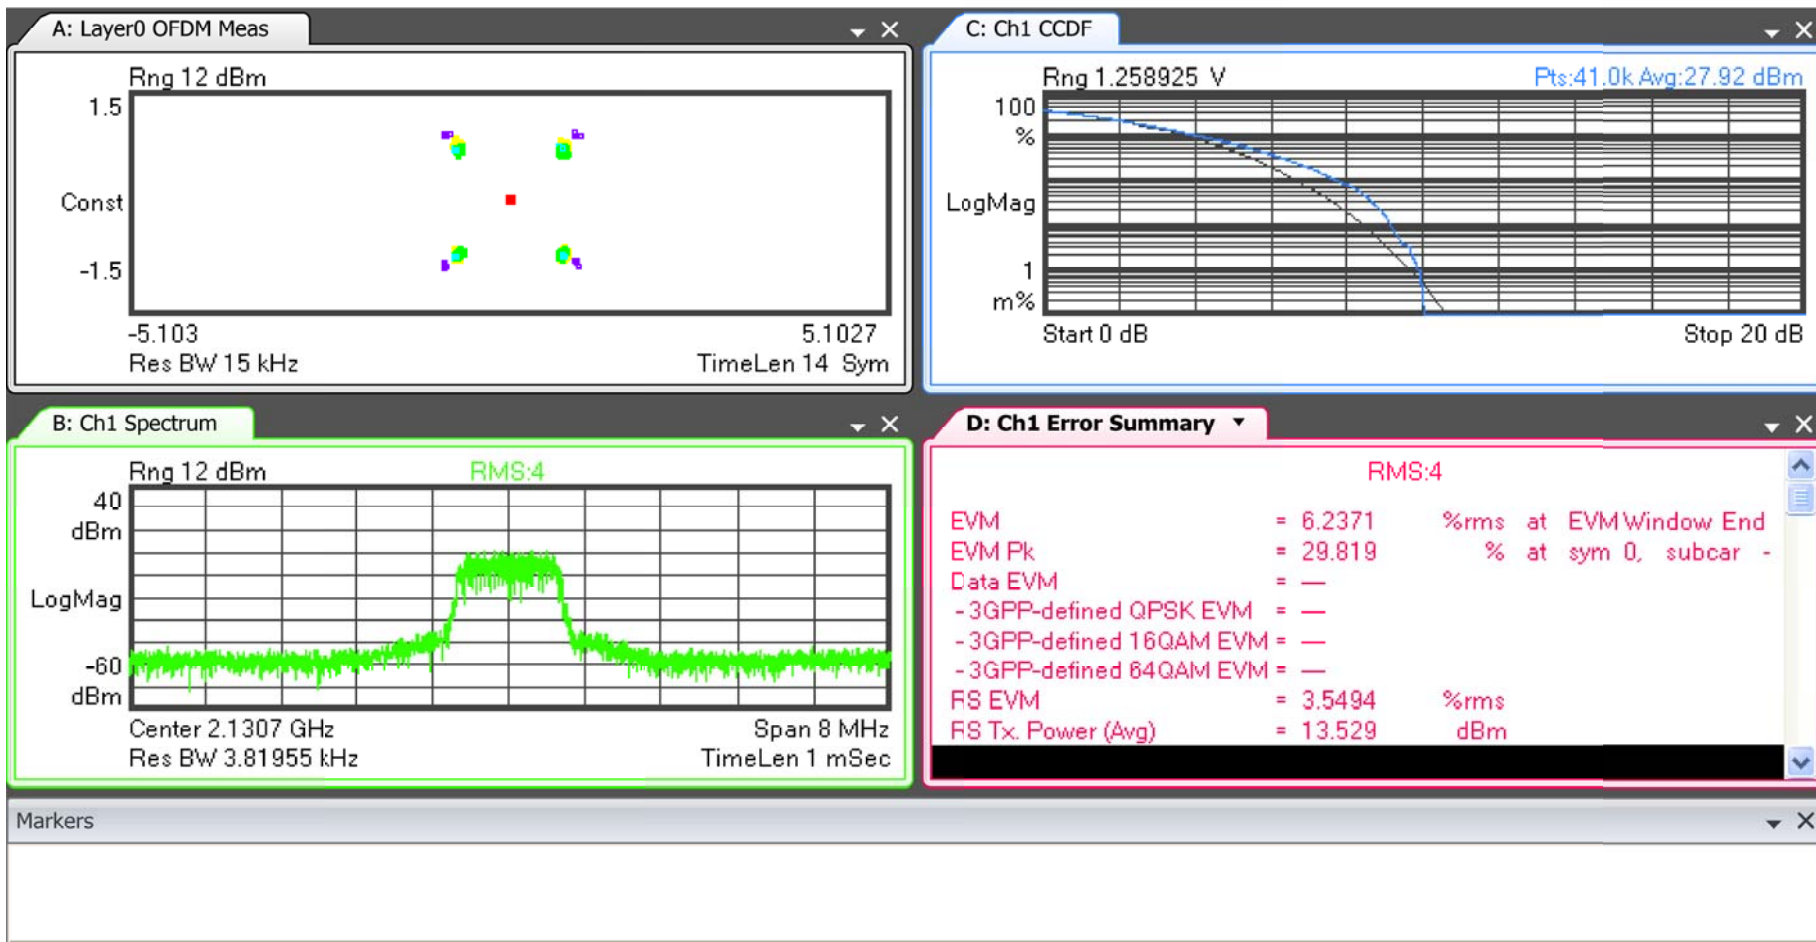 A: Layer0 OFDM Meas
Rng 12 dBm
1.5
Const
-1.5
-5.103 5.1027
Res BW 15 kHz TimeLen 14 Sym
C: Ch1 CCDF
Rng 1.258925 V Pts:41.0k Avg:27.92 dBm
100
%
LogMag
1
m%
Start 0 dB Stop 20 dB
B: Ch1 Spectrum
Rng 12 dBm RMS:4
40
dBm
LogMag
-60
dBm
Center 2.1307 GHz Span 8 MHz
Res BW 3.81955 kHz TimeLen 1 mSec
D: Ch1 Error Summary
RMS:4
EVM = 6.2371 %rms at EVM Window End
EVM Pk = 29.819 % at sym 0, subcar -
Data EVM = —
-3GPP-defined QPSK EVM = —
-3GPP-defined 16QAM EVM = —
-3GPP-defined 64QAM EVM = —
RS EVM = 3.5494 %rms
RS Tx. Power (Avg) = 13.529 dBm
Markers